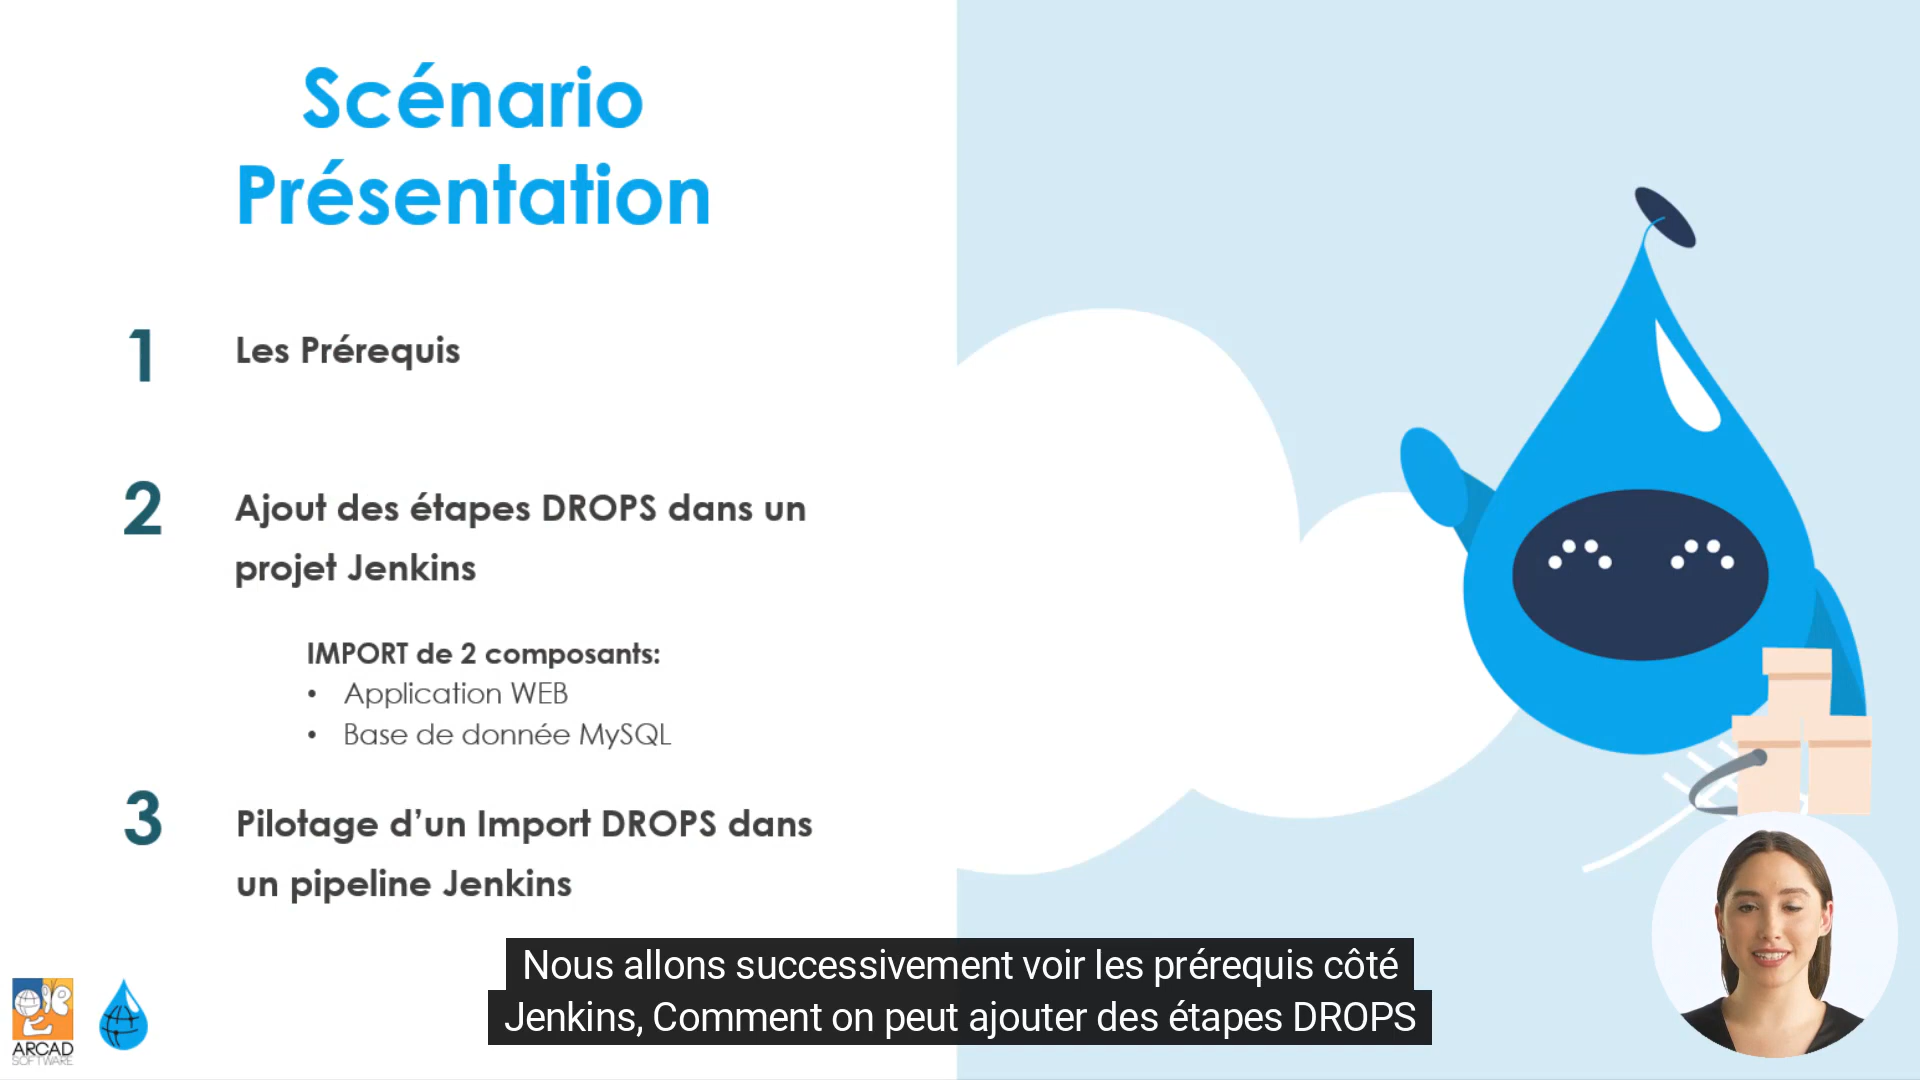 Scénario
Présentation
1
Les Prérequis
2
Ajout des étapes DROPS dans un
projet Jenkins
IMPORT de 2 composants:
• Application WEB
• Base de donnée MySQL
3
Pilotage d’un Import DROPS dans
un pipeline Jenkins
Nous allons successivement voir les prérequis côté
Jenkins, Comment on peut ajouter des étapes DROPS
ARCAD
SOFTWARE